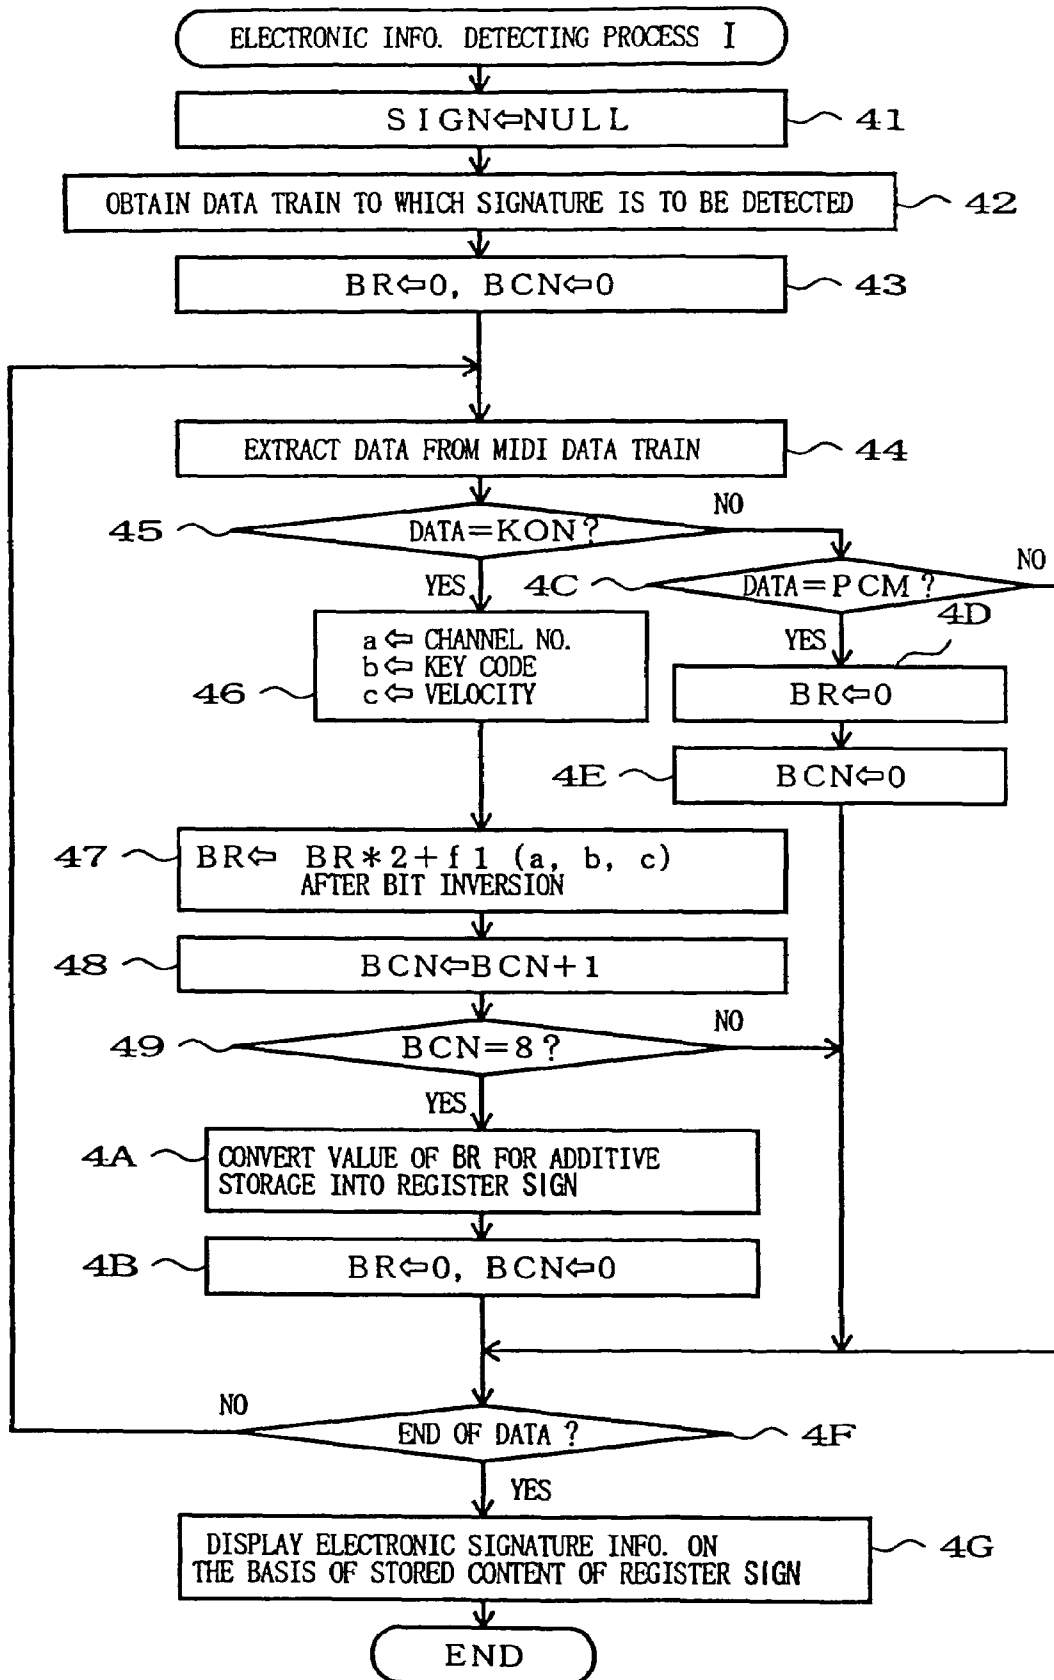 ELECTRONIC INFO. DETECTING PROCESS I
SIGN⇦NULL
41
OBTAIN DATA TRAIN TO WHICH SIGNATURE IS TO BE DETECTED
42
BR⇦0, BCN⇦0
43
EXTRACT DATA FROM MIDI DATA TRAIN
44
45
DATA=KON?
NO
YES
4C
DATA=PCM?
NO
YES
4D
46
a⇦ CHANNEL NO.
b⇦ KEY CODE
c⇦ VELOCITY
BR⇦0
4E
BCN⇦0
47
BR⇦ BR*2+f1 (a, b, c)
AFTER BIT INVERSION
48
BCN⇦BCN+1
49
BCN=8?
NO
YES
4A
CONVERT VALUE OF BR FOR ADDITIVE
STORAGE INTO REGISTER SIGN
4B
BR⇦0, BCN⇦0
NO
END OF DATA?
4F
YES
DISPLAY ELECTRONIC SIGNATURE INFO. ON
THE BASIS OF STORED CONTENT OF REGISTER SIGN
4G
END